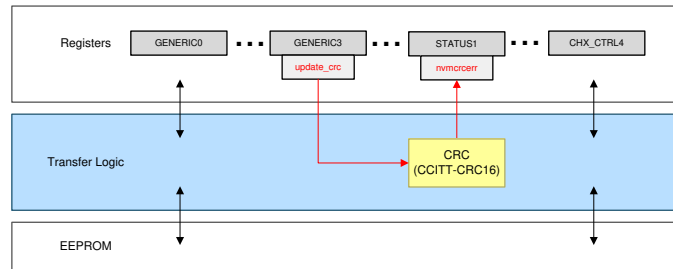 Registers
GENERIC0 ... GENERIC3 ... STATUS1 ... CHX_CTRL4
update_crc nvmcrcerr
Transfer Logic
CRC
(CCITT-CRC16)
EEPROM